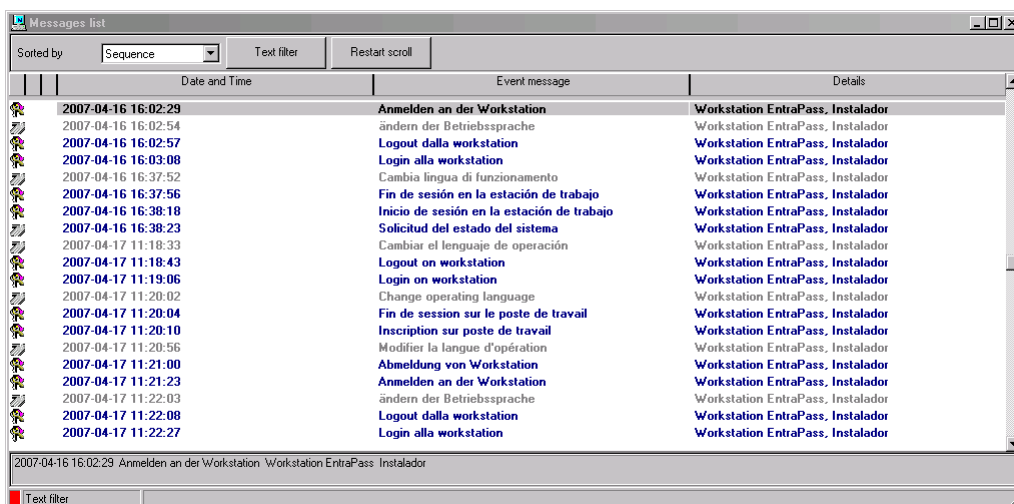 Messages list
Sorted by Sequence Text filter Restart scroll
Date and Time Event message Details
2007-04-16 16:02:29 Anmelden an der Workstation Workstation EntraPass, Instalador
2007-04-16 16:02:54 ändern der Betriebssprache Workstation EntraPass, Instalador
2007-04-16 16:02:57 Logout dalla workstation Workstation EntraPass, Instalador
2007-04-16 16:03:08 Login alla workstation Workstation EntraPass, Instalador
2007-04-16 16:37:52 Cambia lingua di funzionamento Workstation EntraPass, Instalador
2007-04-16 16:37:56 Fin de sesión en la estación de trabajo Workstation EntraPass, Instalador
2007-04-16 16:38:18 Inicio de sesión en la estación de trabajo Workstation EntraPass, Instalador
2007-04-16 16:38:23 Solicitud del estado del sistema Workstation EntraPass, Instalador
2007-04-17 11:18:33 Cambiar el lenguaje de operación Workstation EntraPass, Instalador
2007-04-17 11:18:43 Logout on workstation Workstation EntraPass, Instalador
2007-04-17 11:19:06 Login on workstation Workstation EntraPass, Instalador
2007-04-17 11:20:02 Change operating language Workstation EntraPass, Instalador
2007-04-17 11:20:04 Fin de session sur le poste de travail Workstation EntraPass, Instalador
2007-04-17 11:20:10 Inscription sur poste de travail Workstation EntraPass, Instalador
2007-04-17 11:20:56 Modifier la langue d'opération Workstation EntraPass, Instalador
2007-04-17 11:21:00 Abmeldung von Workstation Workstation EntraPass, Instalador
2007-04-17 11:21:23 Anmelden an der Workstation Workstation EntraPass, Instalador
2007-04-17 11:22:03 ändern der Betriebssprache Workstation EntraPass, Instalador
2007-04-17 11:22:08 Logout dalla workstation Workstation EntraPass, Instalador
2007-04-17 11:22:27 Login alla workstation Workstation EntraPass, Instalador
2007-04-16 16:02:29 Anmelden an der Workstation Workstation EntraPass Instalador
Text filter